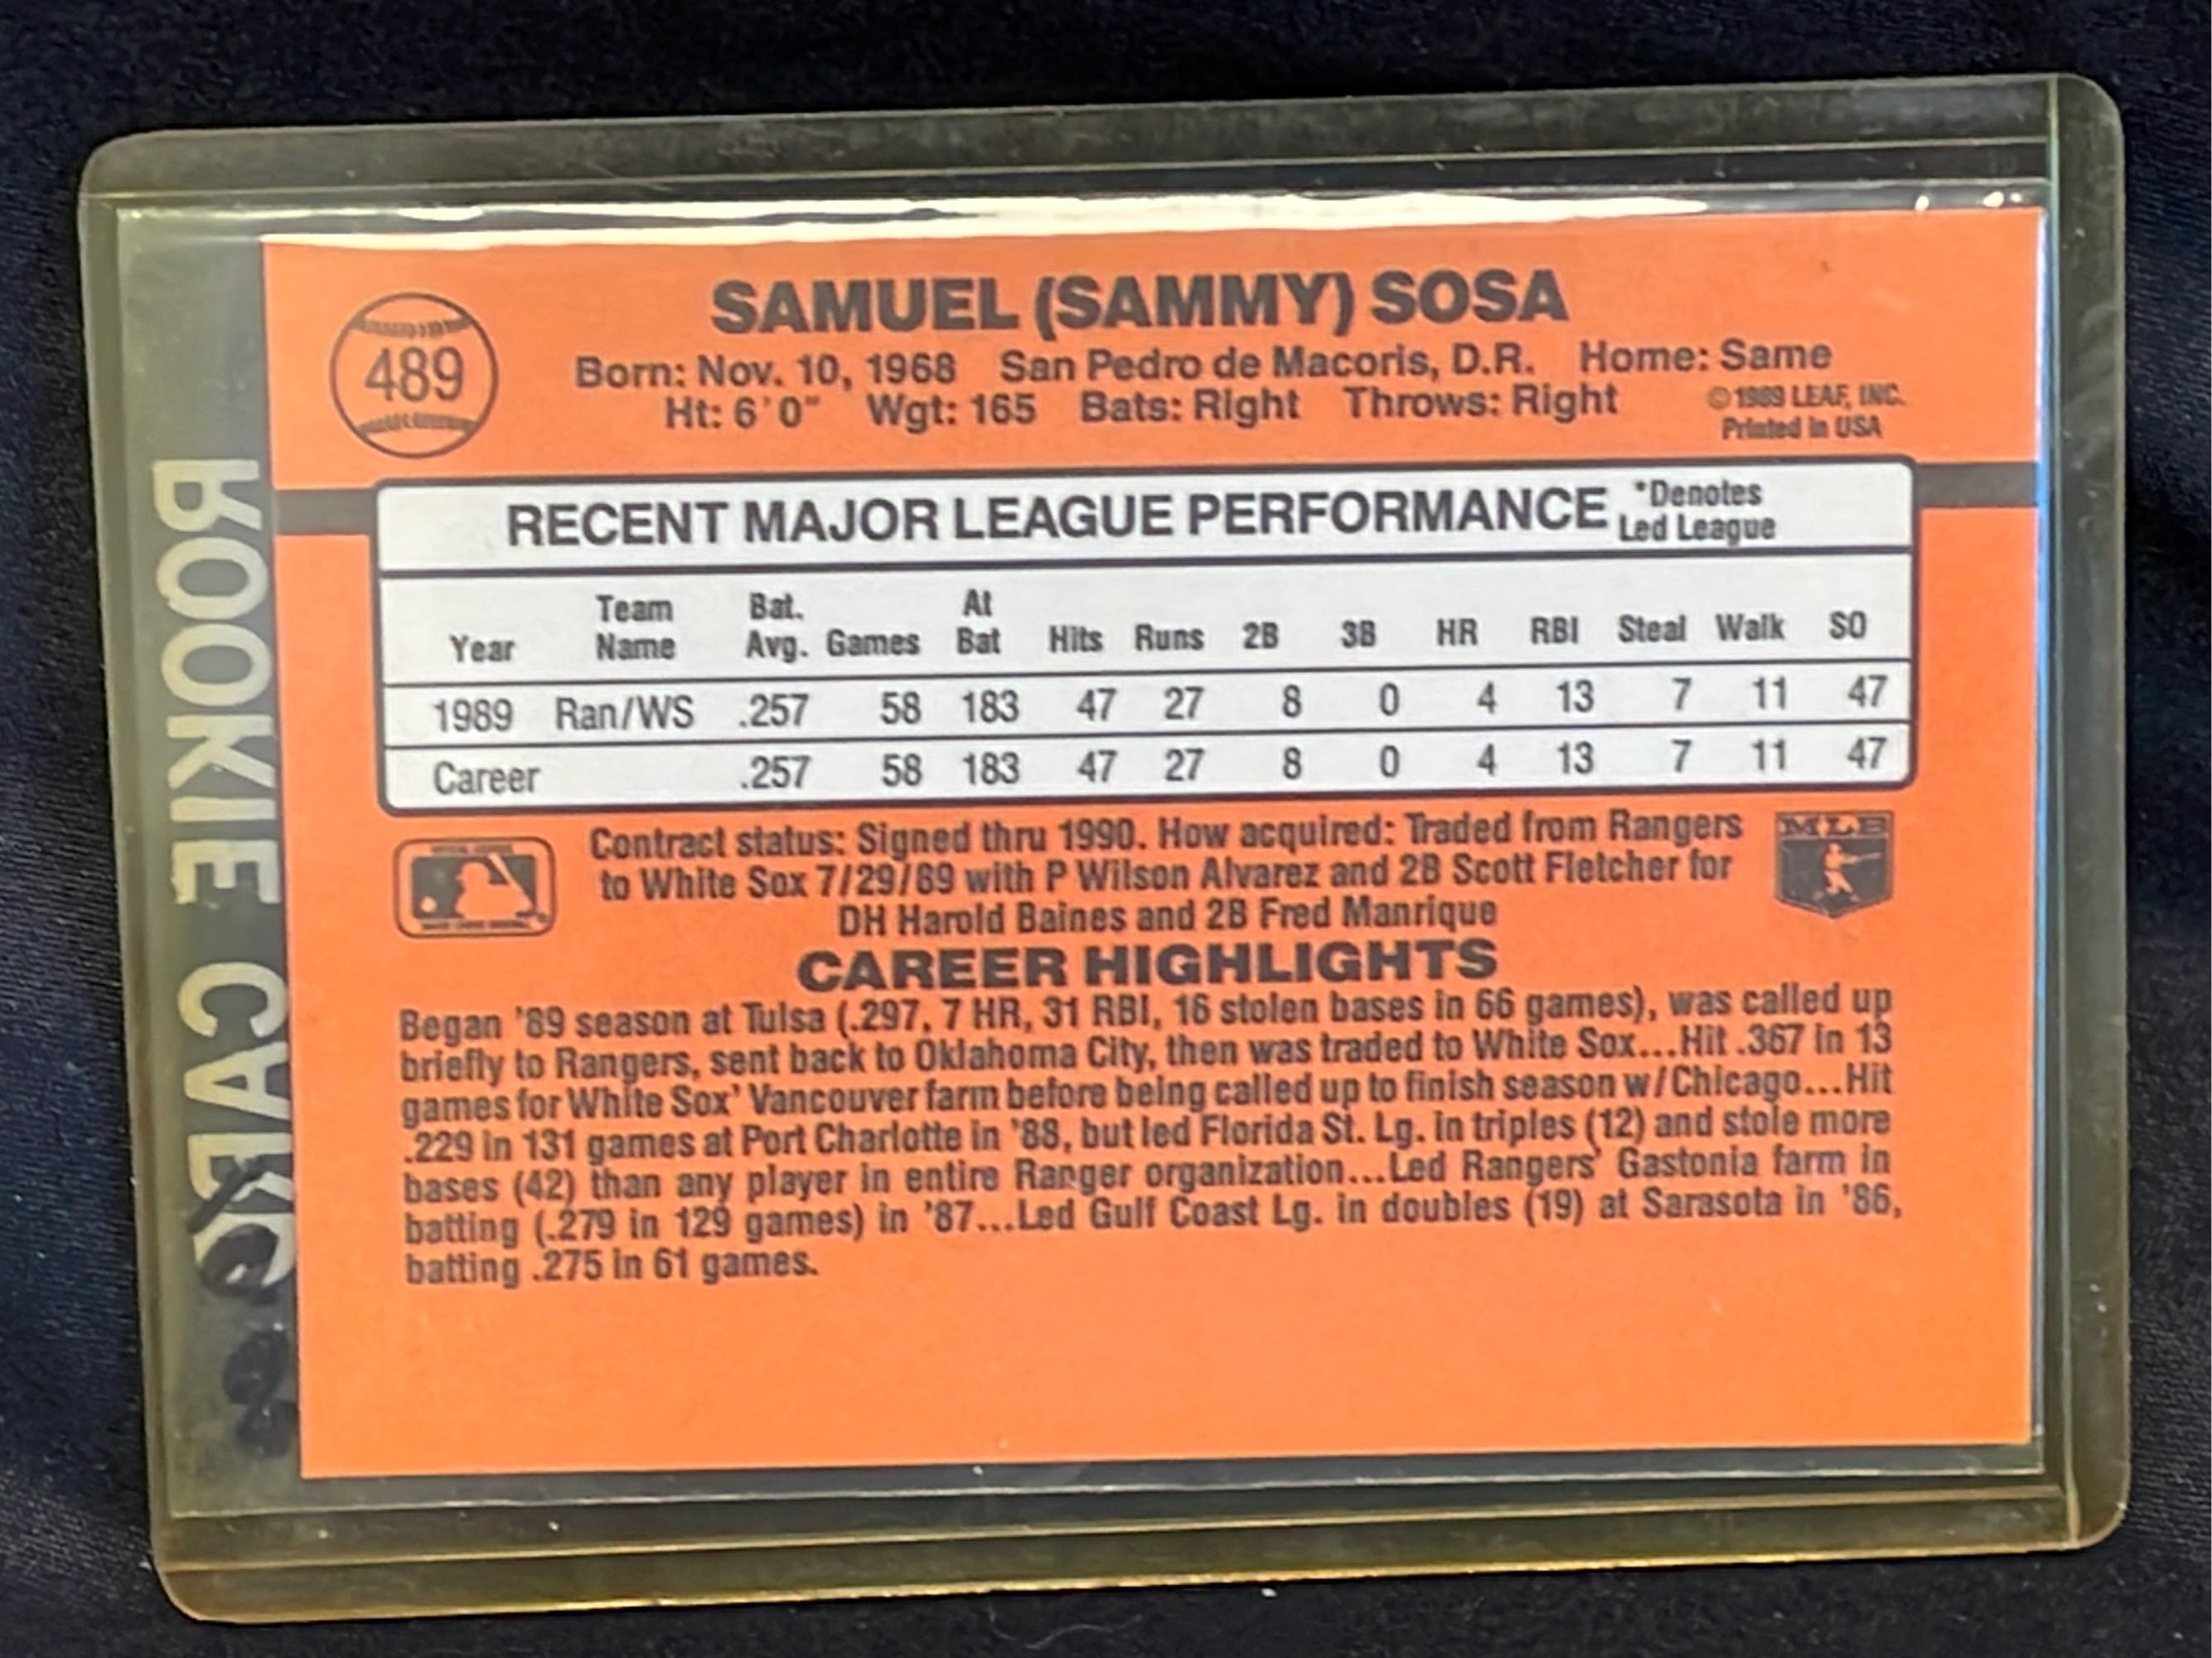 SAMUEL (SAMMY) SOSA
489
Born: Nov. 10, 1968 San Pedro de Macoris, D.R. Home: Same
Ht: 6'0" Wgt: 165 Bats: Right Throws: Right
© 1989 LEAF, INC.
Printed in USA
RECENT MAJOR LEAGUE PERFORMANCE *Denotes Led League
Year Team Name Bat. Avg. Games At Bat Hits Runs 2B 3B HR RBI Steal Walk SO
1989 Ran/WS .257 58 183 47 27 8 0 4 13 7 11 47
Career .257 58 183 47 27 8 0 4 13 7 11 47
Contract status: Signed thru 1990. How acquired: Traded from Rangers
to White Sox 7/29/89 with P Wilson Alvarez and 2B Scott Fletcher for
DH Harold Baines and 2B Fred Manrique
MLB
CAREER HIGHLIGHTS
Began '89 season at Tulsa (.297, 7 HR, 31 RBI, 16 stolen bases in 66 games), was called up
briefly to Rangers, sent back to Oklahoma City, then was traded to White Sox...Hit .367 in 13
games for White Sox' Vancouver farm before being called up to finish season w/Chicago...Hit
.229 in 131 games at Port Charlotte in '88, but led Florida St. Lg. in triples (12) and stole more
bases (42) than any player in entire Ranger organization...Led Rangers' Gastonia farm in
batting (.279 in 129 games) in '87...Led Gulf Coast Lg. in doubles (19) at Sarasota in '86,
batting .275 in 61 games.
ROOKIE CARD